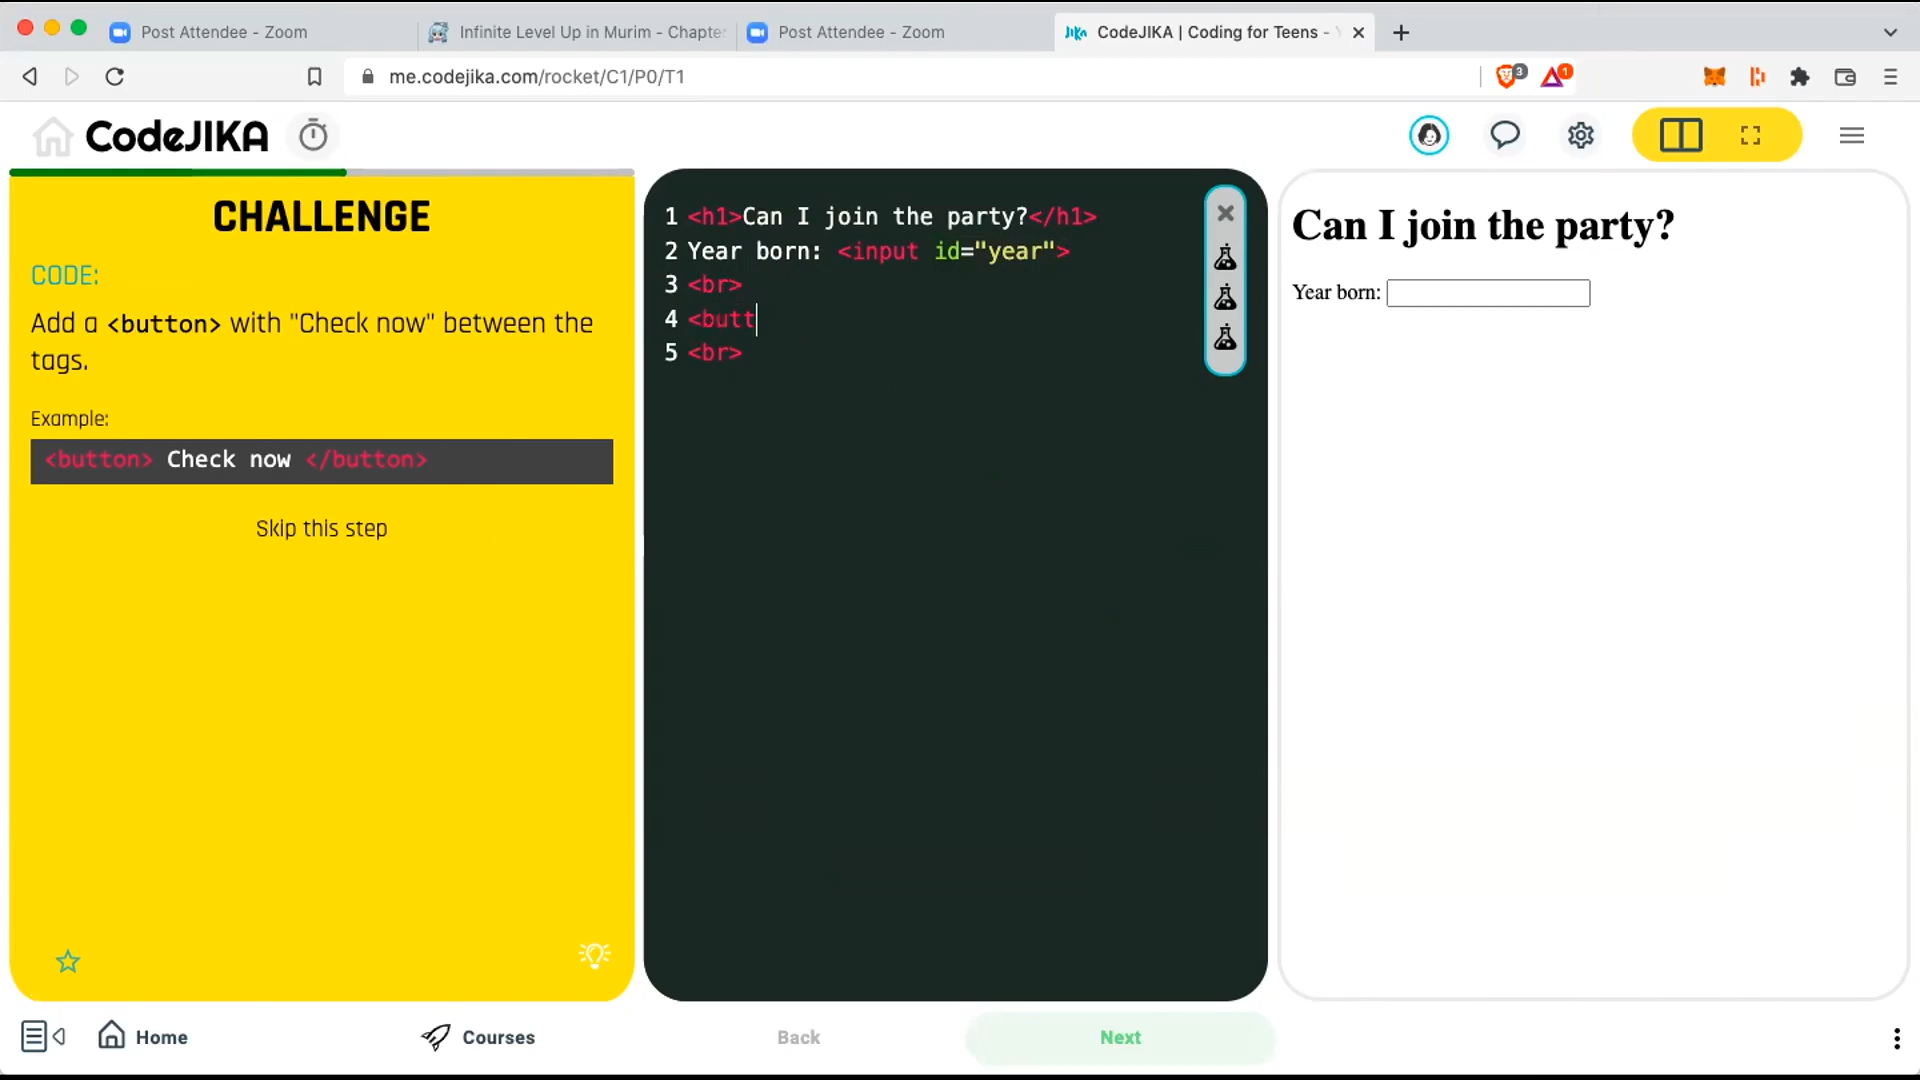 Post Attendee - Zoom
Infinite Level Up in Murim - Chapte
Post Attendee - Zoom
JIKA CodeJIKA | Coding for Teens -
me.codejika.com/rocket/C1/P0/T1
3
1
CodeJIKA
CHALLENGE
CODE:
Add a <button> with "Check now" between the
tags.
Example:
<button> Check now </button>
Skip this step
1 <h1>Can I join the party?</h1>
2 Year born: <input id="year">
3 <br>
4 <butt
5 <br>
Can I join the party?
Year born:
Home
Courses
Back
Next